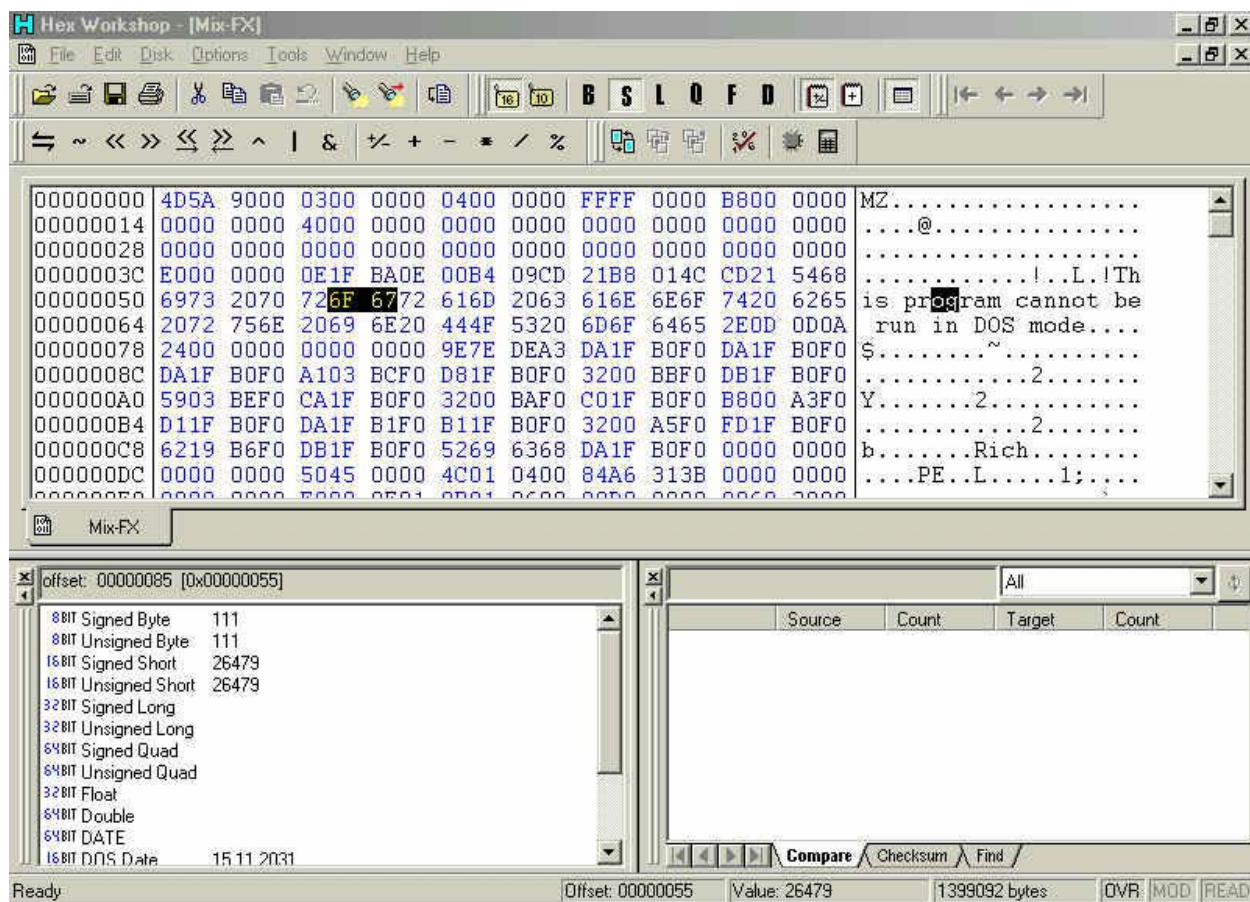 Hex Workshop - [Mix-FX]
File Edit Disk Options Tools Window Help
16 10 B S L Q F D
<< >> ^ | & +/- + - * / %
00000000 4D5A 9000 0300 0000 0400 0000 FFFF 0000 B800 0000 MZ..................
00000014 0000 0000 4000 0000 0000 0000 0000 0000 0000 0000 ....@...............
00000028 0000 0000 0000 0000 0000 0000 0000 0000 0000 0000 ....................
0000003C E000 0000 0E1F BA0E 00B4 09CD 21B8 014C CD21 5468 ............!..L.!Th
00000050 6973 2070 726F 6772 616D 2063 616E 6E6F 7420 6265 is program cannot be
00000064 2072 756E 2069 6E20 444F 5320 6D6F 6465 2E0D 0D0A run in DOS mode....
00000078 2400 0000 0000 0000 9E7E DEA3 DA1F B0F0 DA1F B0F0 $........~..........
0000008C DA1F B0F0 A103 BCF0 D81F B0F0 3200 BBF0 DB1F B0F0 ............2.......
000000A0 5903 BEF0 CA1F B0F0 3200 BAF0 C01F B0F0 B800 A3F0 Y.......2...........
000000B4 D11F B0F0 DA1F B1F0 B11F B0F0 3200 A5F0 FD1F B0F0 ............2.......
000000C8 6219 B6F0 DB1F B0F0 5269 6368 DA1F B0F0 0000 0000 b.......Rich........
000000DC 0000 0000 5045 0000 4C01 0400 84A6 313B 0000 0000 ....PE..L.....1;....
Mix-FX
offset: 00000085 [0x00000055]
All
8BIT Signed Byte 111
8BIT Unsigned Byte 111
16BIT Signed Short 26479
16BIT Unsigned Short 26479
32BIT Signed Long
32BIT Unsigned Long
64BIT Signed Quad
64BIT Unsigned Quad
32BIT Float
64BIT Double
64BIT DATE
16BIT DOS Date 15.11.2031
Source Count Target Count
Compare Checksum Find
Ready Offset: 00000055 Value: 26479 1399092 bytes OVR MOD READ